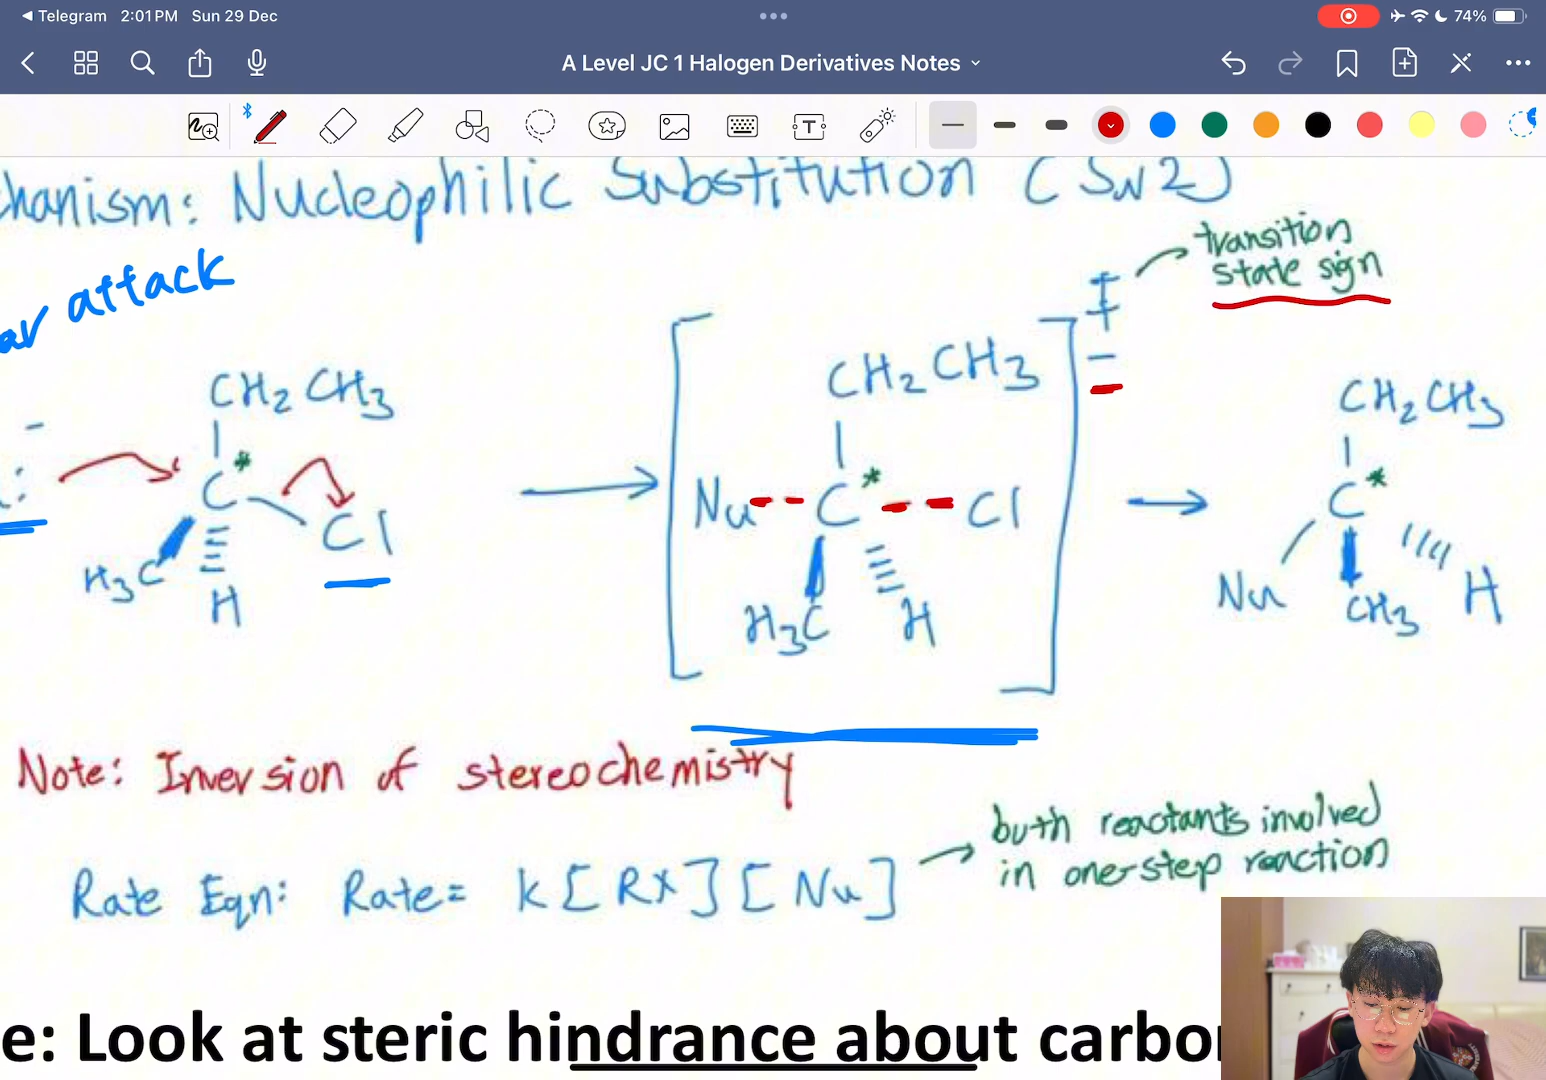 Telegram 2:01 PM Sun 29 Dec
74%
A Level JC 1 Halogen Derivatives Notes
chanism: Nucleophilic Substitution (SN2)
ar attack
transition
state sign
‡
−
CH2CH3
−
:
C*
Cl
H3C
H
CH2CH3
Nu C* Cl
H3C H
CH2CH3
C*
Nu CH3 H
Note: Inversion of stereochemistry
Rate Eqn: Rate = k[RX][Nu]
both reactants involved
in one-step reaction
e: Look at steric hindrance about carbo